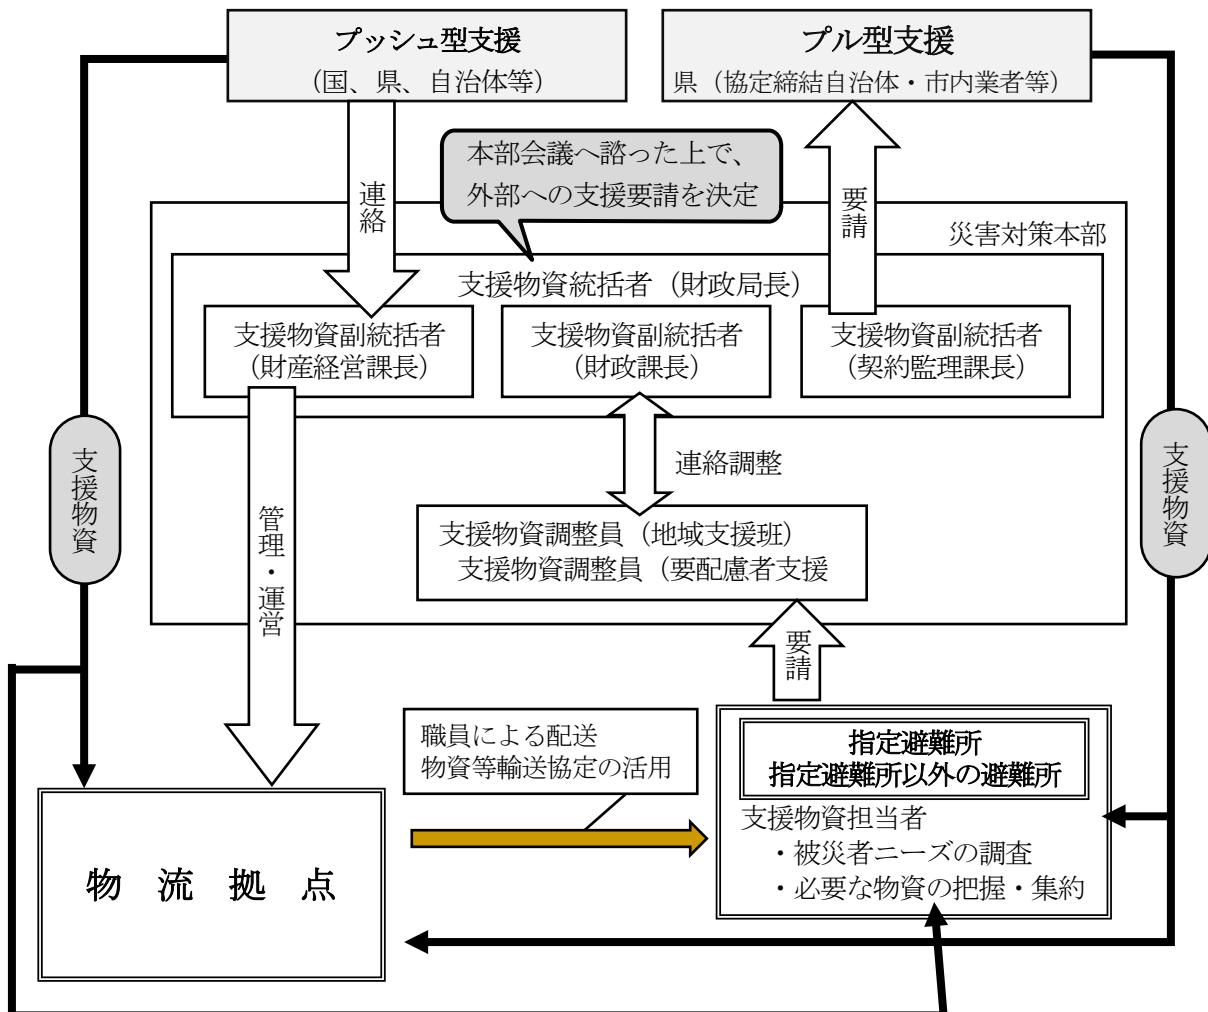 プッシュ型支援
（国、県、自治体等）
プル型支援
県（協定締結自治体・市内業者等）
本部会議へ諮った上で、
外部への支援要請を決定
連絡
要請
災害対策本部
支援物資統括者（財政局長）
支援物資副統括者
（財産経営課長）
支援物資副統括者
（財政課長）
支援物資副統括者
（契約監理課長）
支援物資
連絡調整
支援物資
管理・運営
支援物資調整員（地域支援班）
支援物資調整員（要配慮者支援
要請
職員による配送
物資等輸送協定の活用
指定避難所
指定避難所以外の避難所
支援物資担当者
・被災者ニーズの調査
・必要な物資の把握・集約
物　流　拠　点